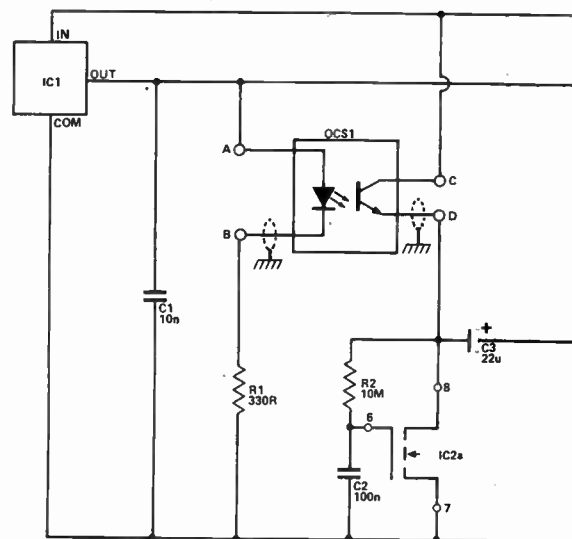 IN
IC1
OUT
COM
OCS1
A
C
D
B
C1
10n
R1
330R
R2
10M
+
C3
22u
8
6
IC2a
C2
100n
7